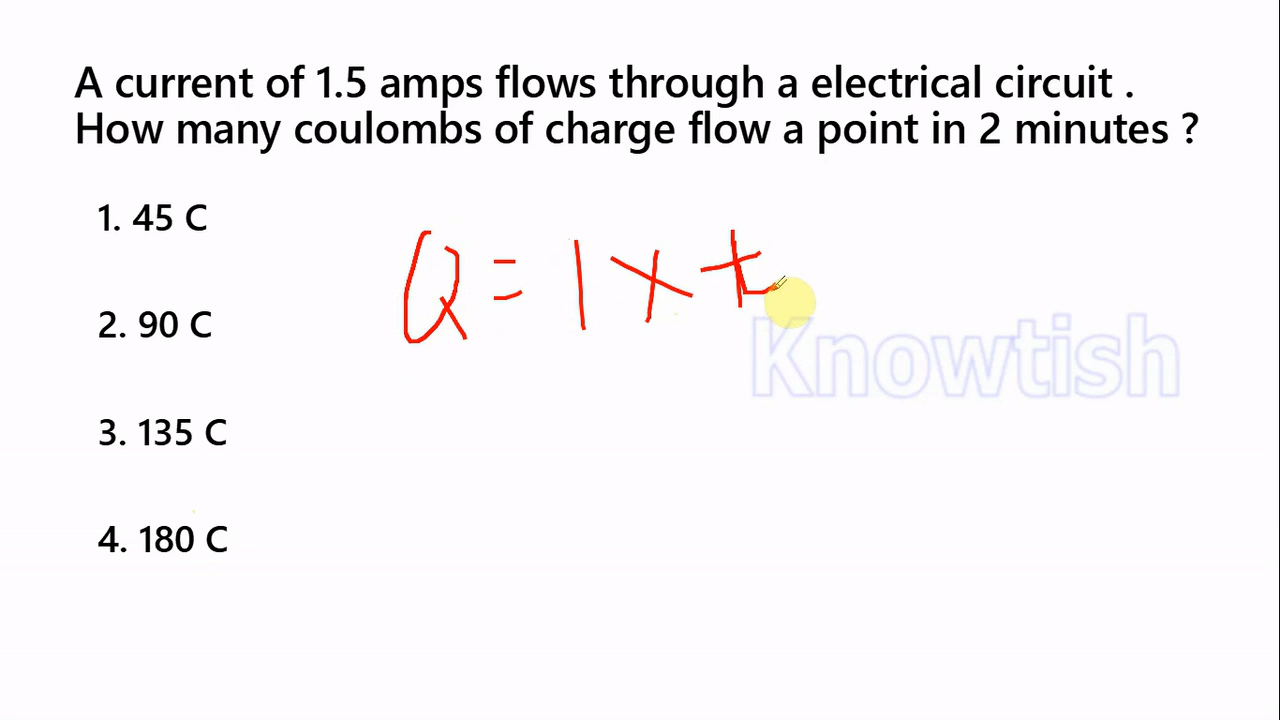 A current of 1.5 amps flows through a electrical circuit .
How many coulombs of charge flow a point in 2 minutes ?
1. 45 C
Q = I x t
2. 90 C
Knowtish
3. 135 C
4. 180 C